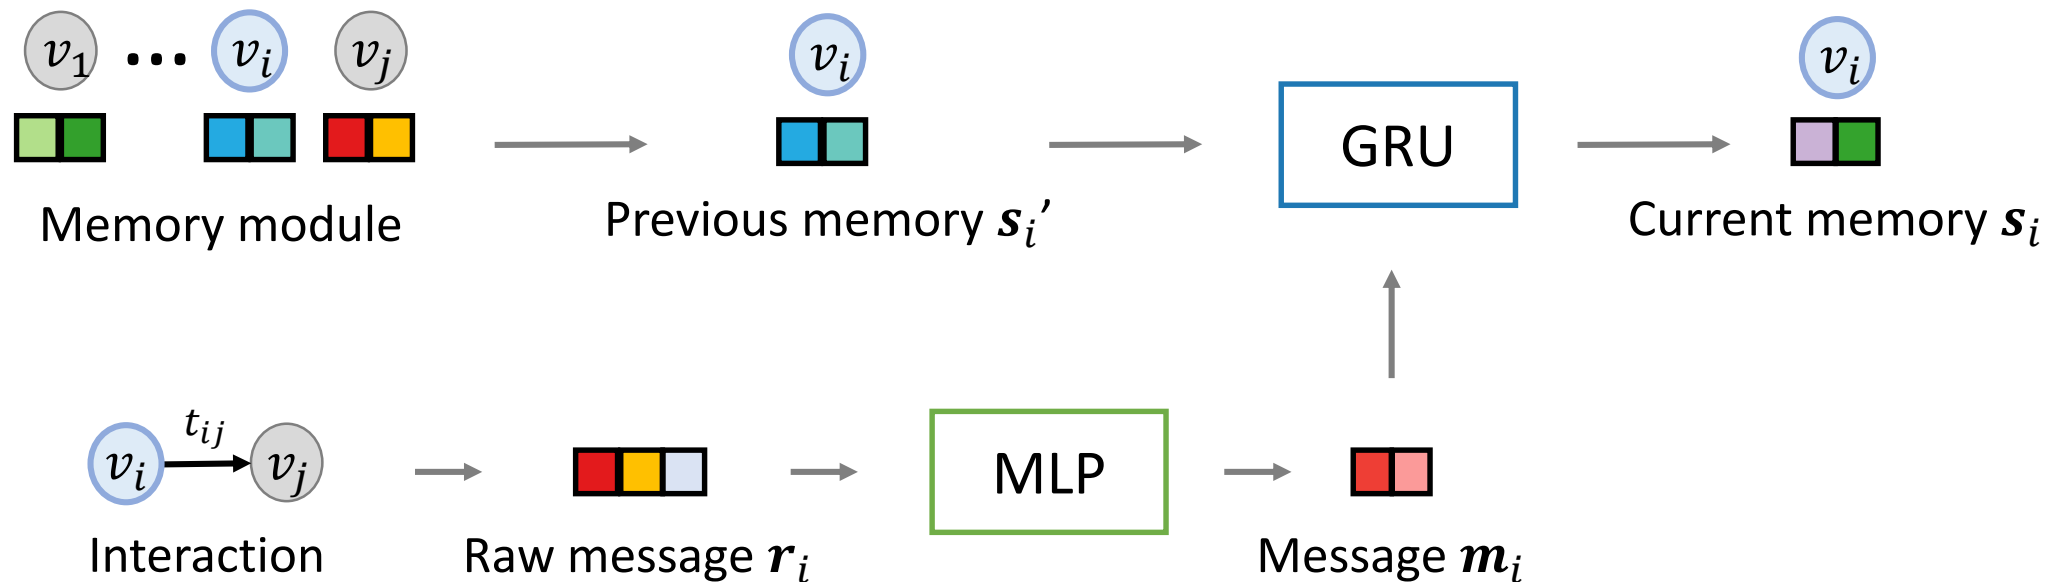 v₁ ... vᵢ vⱼ
vᵢ
vᵢ
GRU
Memory module
Previous memory sᵢ’
Current memory sᵢ
tᵢⱼ
vᵢ vⱼ
MLP
Interaction
Raw message rᵢ
Message mᵢ